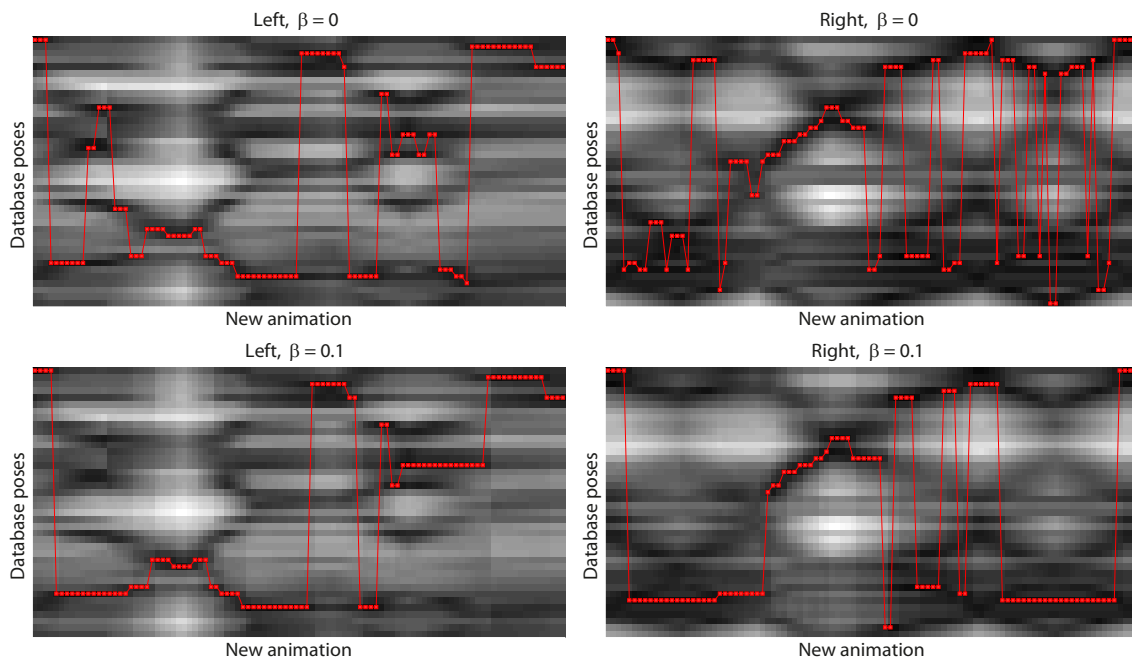 Left, β = 0
Database poses
New animation
Right, β = 0
Database poses
New animation
Left, β = 0.1
Database poses
New animation
Right, β = 0.1
Database poses
New animation